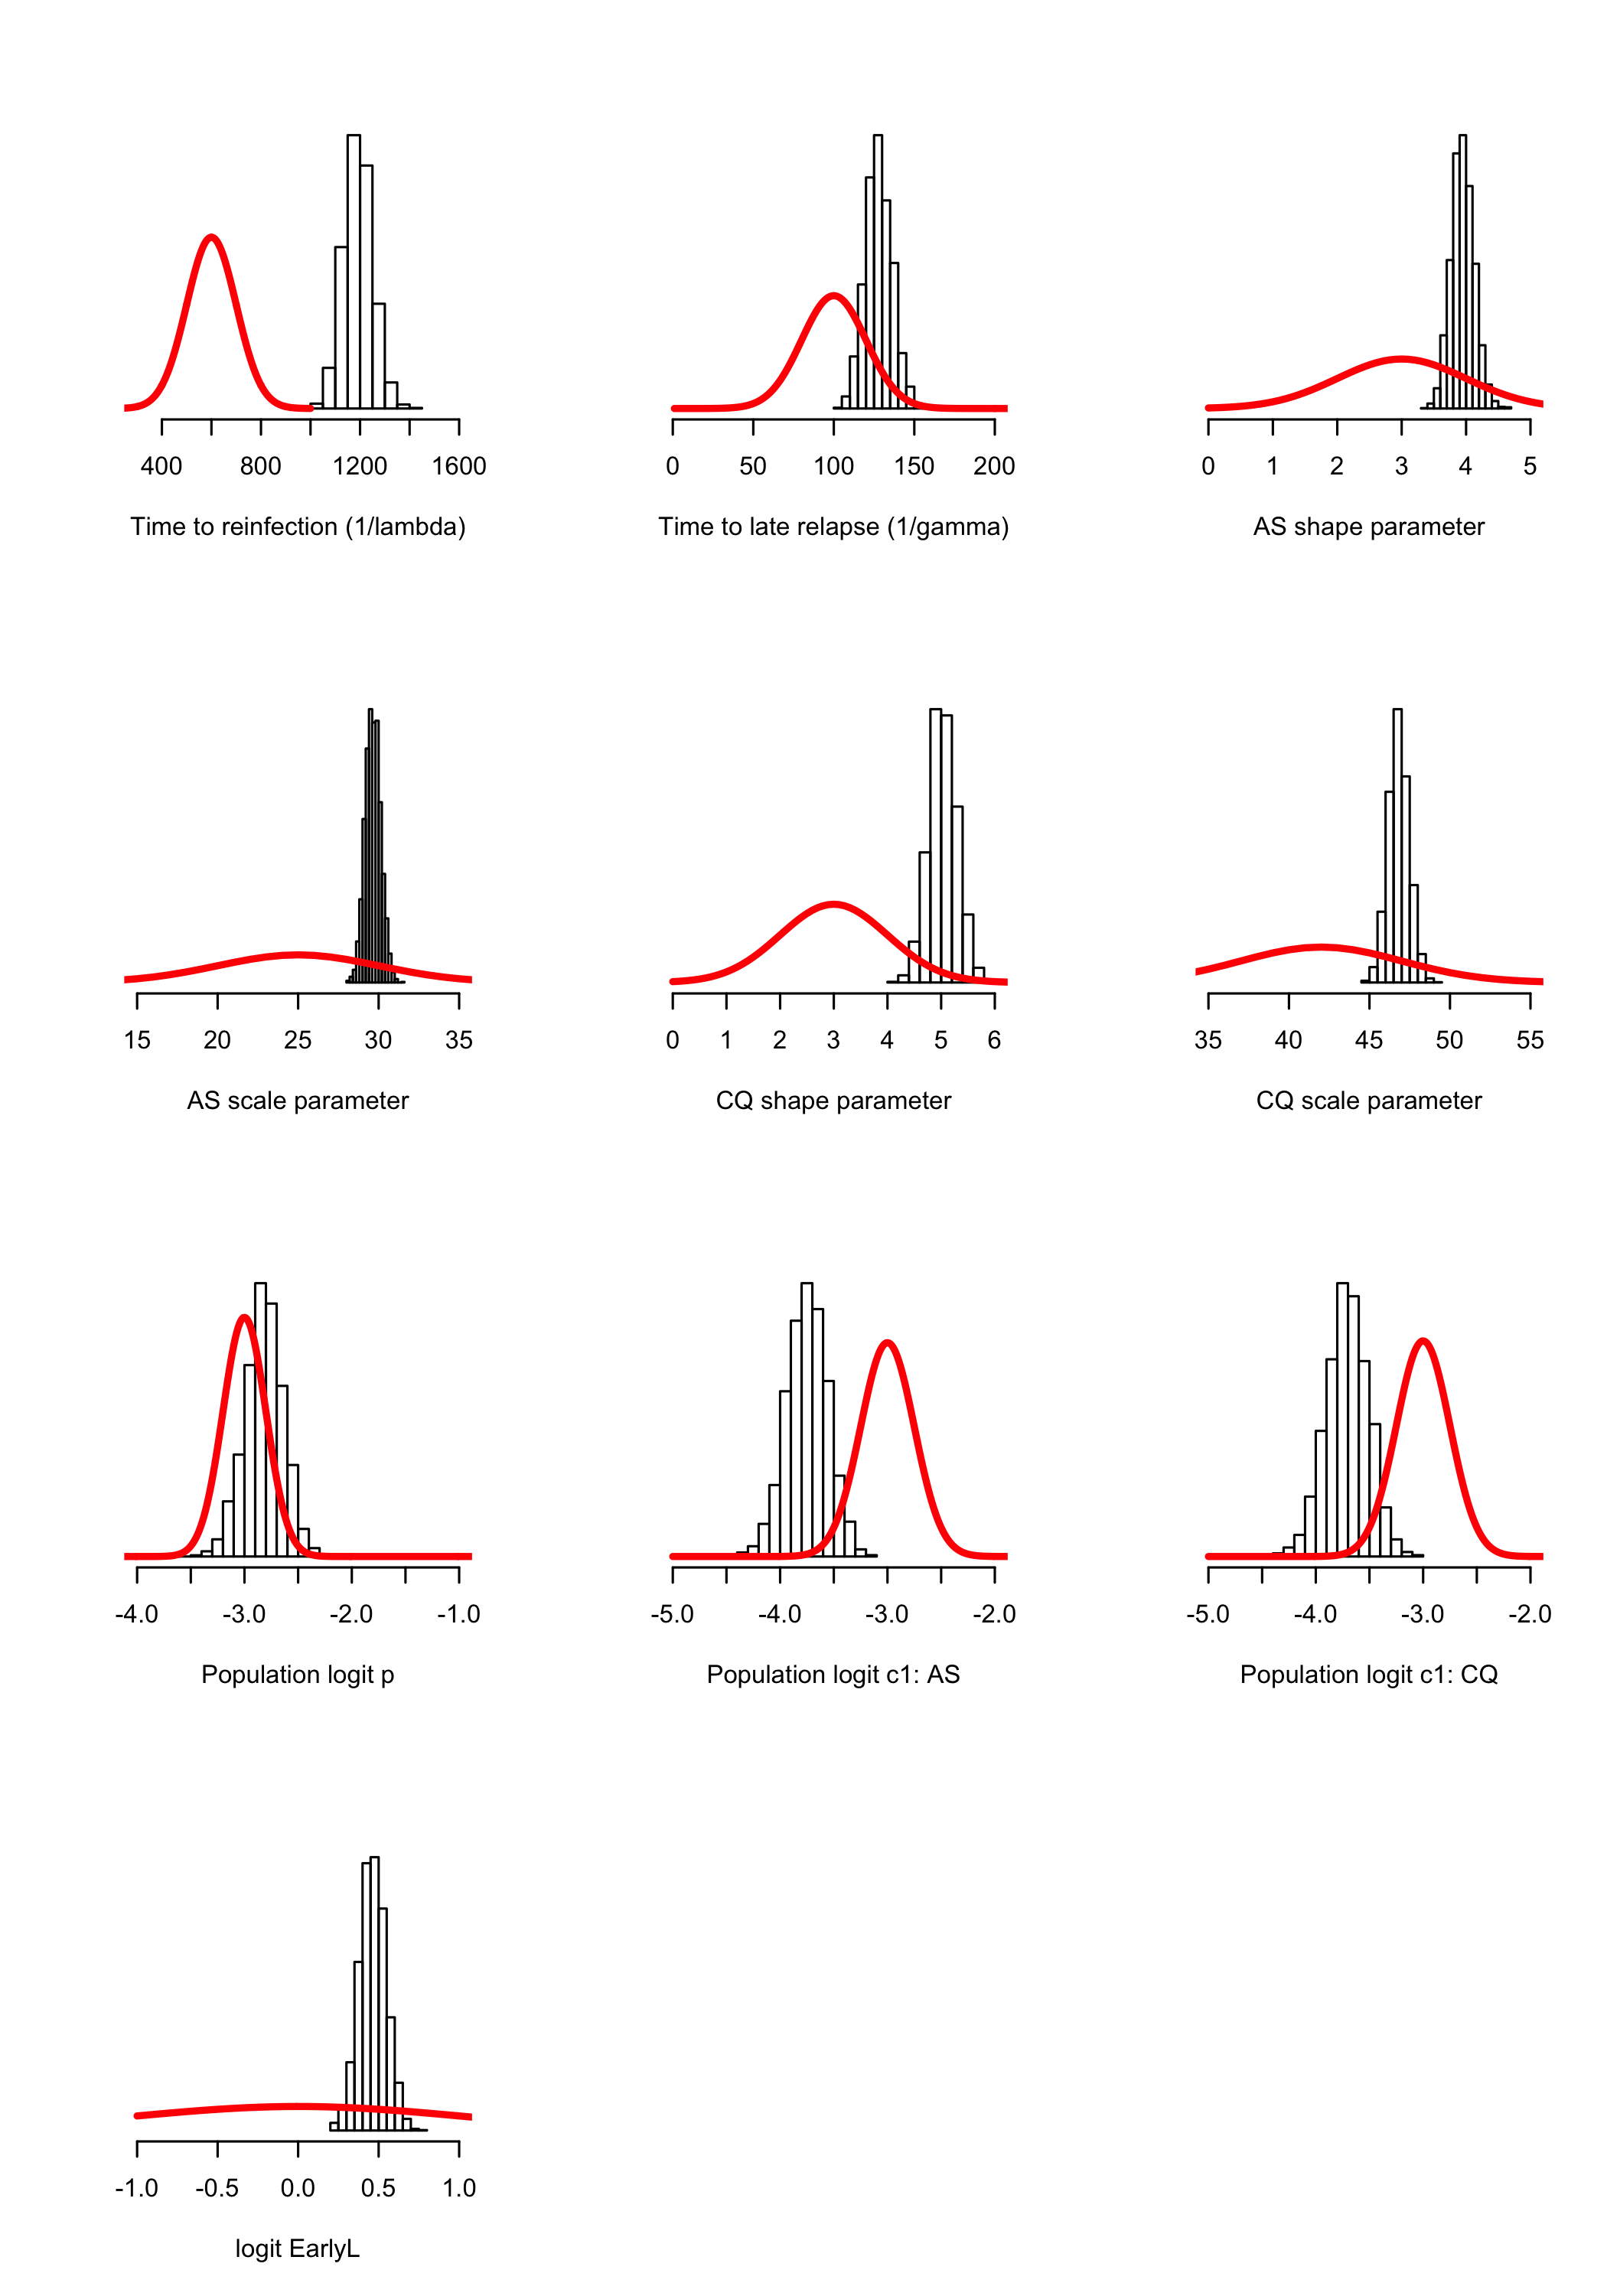 400 800 1200 1600
Time to reinfection (1/lambda)
0 50 100 150 200
Time to late relapse (1/gamma)
0 1 2 3 4 5
AS shape parameter
15 20 25 30 35
AS scale parameter
0 1 2 3 4 5 6
CQ shape parameter
35 40 45 50 55
CQ scale parameter
-4.0 -3.0 -2.0 -1.0
Population logit p
-5.0 -4.0 -3.0 -2.0
Population logit c1: AS
-5.0 -4.0 -3.0 -2.0
Population logit c1: CQ
-1.0 -0.5 0.0 0.5 1.0
logit EarlyL